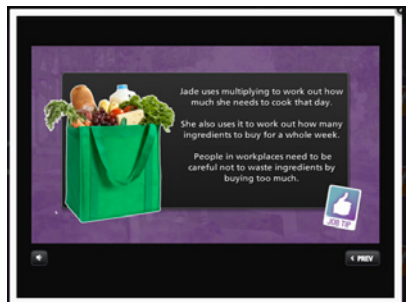 Jade uses multiplying to work out how
much she needs to cook that day.
She also uses it to work out how many
ingredients to buy for a whole week.
People in workplaces need to be
careful not to waste ingredients by
buying too much.
JOB TIP
PREV